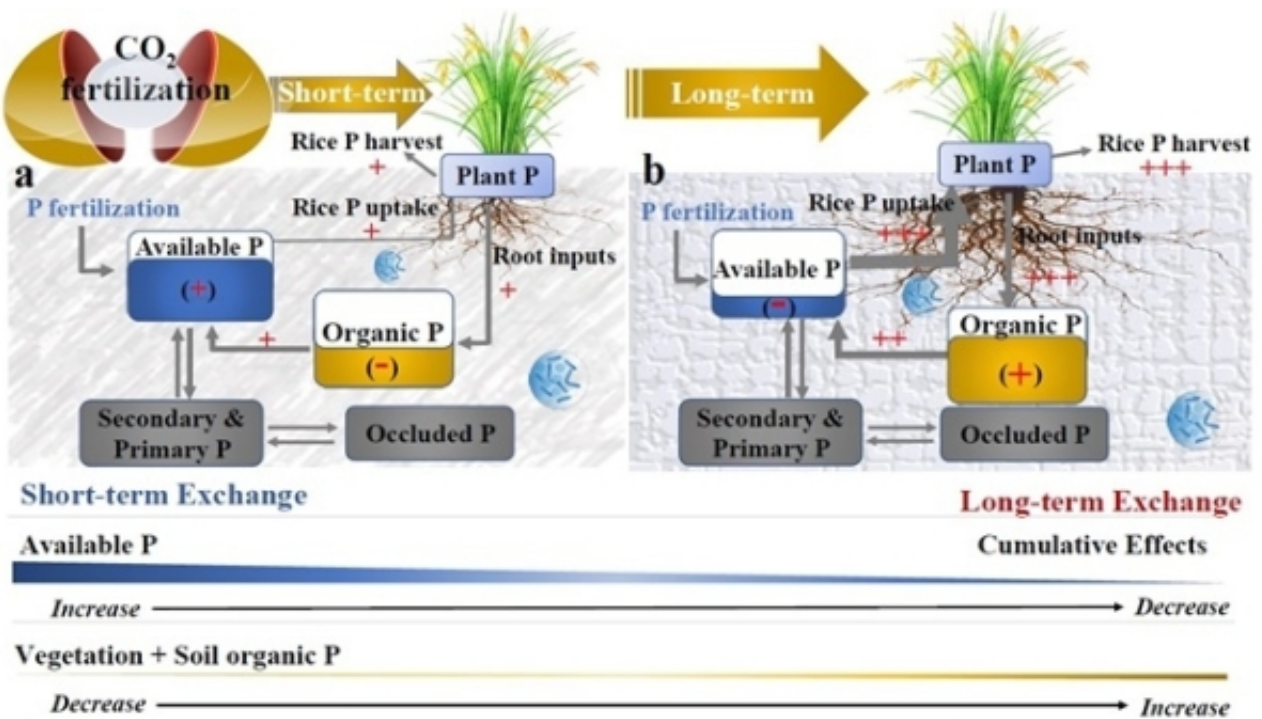 CO2
fertilization
Short-term
Long-term
Rice P harvest
+
Plant P
a
P fertilization
Rice P uptake
+
Available P
(+)
Root inputs
+
+
Organic P
(-)
Secondary &
Primary P
Occluded P
Rice P harvest
+++
Plant P
b
P fertilization
Rice P uptake
+++
Root inputs
+++
Available P
(-)
Organic P
++
(+)
Secondary &
Primary P
Occluded P
Short-term Exchange
Long-term Exchange
Available P
Cumulative Effects
Increase
Decrease
Vegetation + Soil organic P
Decrease
Increase